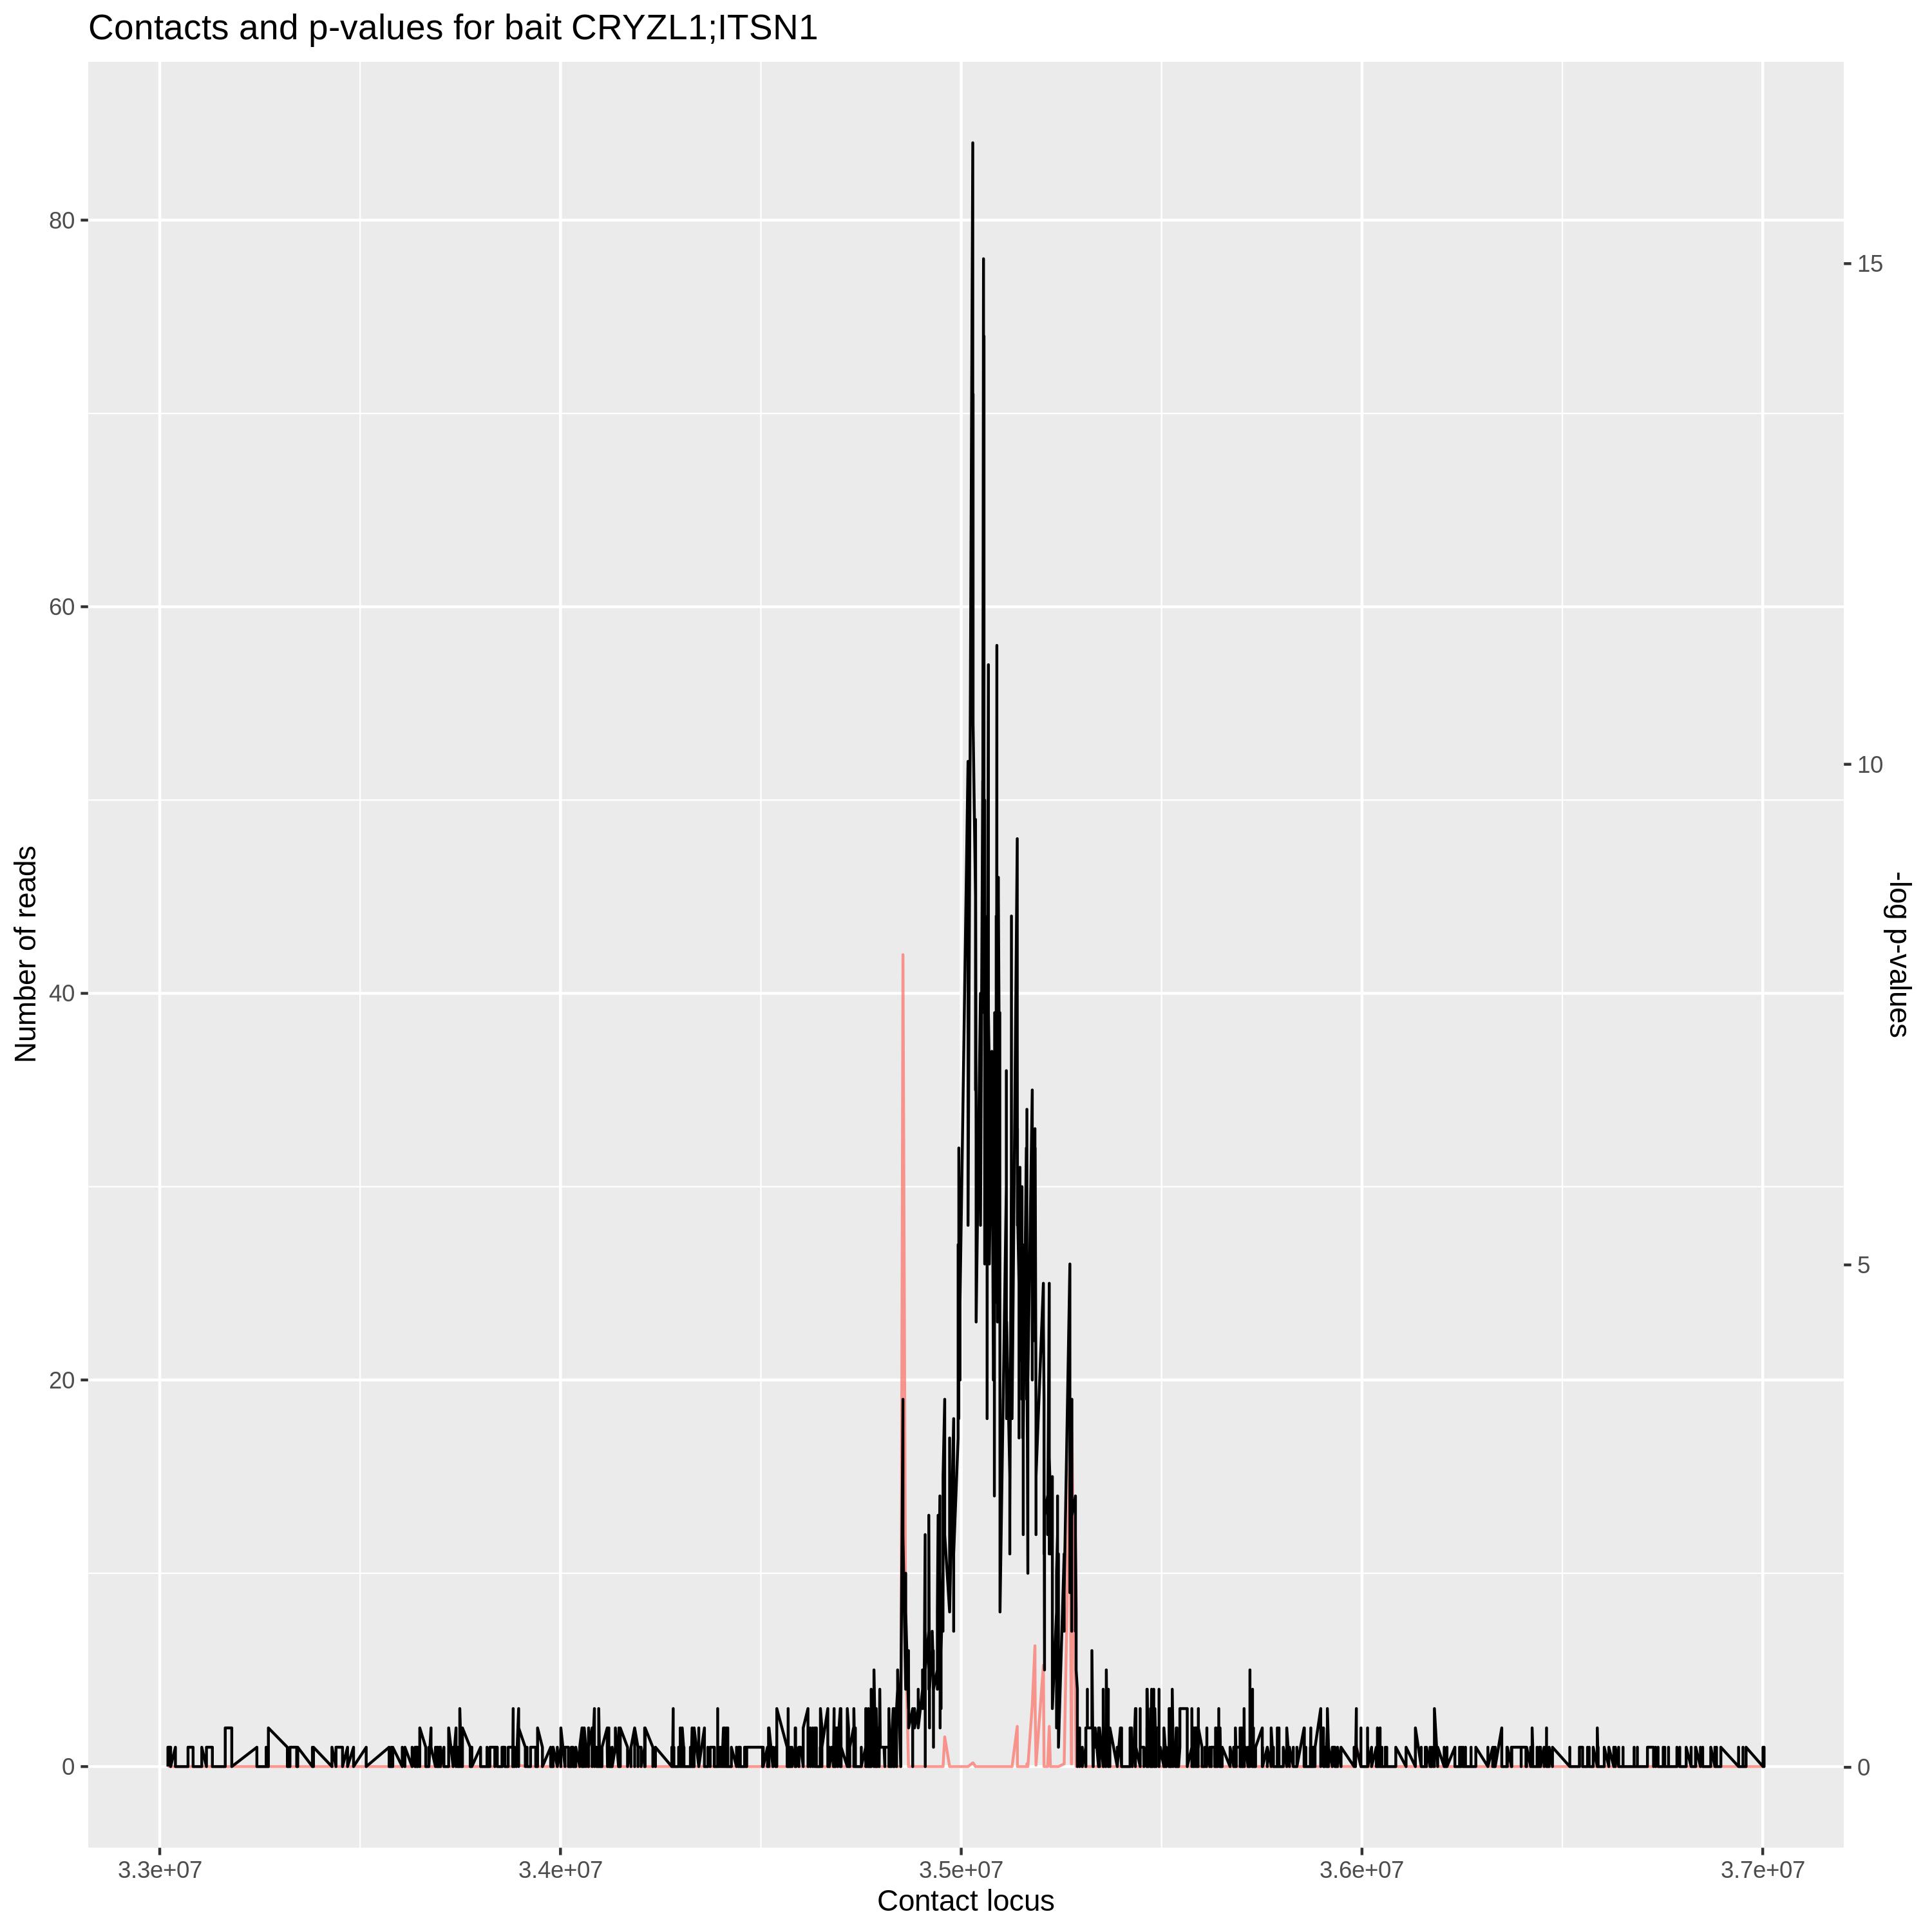 Contacts and p-values for bait CRYZL1;ITSN1
80
60
40
20
0
Number of reads
15
10
5
0
-log p-values
3.3e+07
3.4e+07
3.5e+07
3.6e+07
3.7e+07
Contact locus